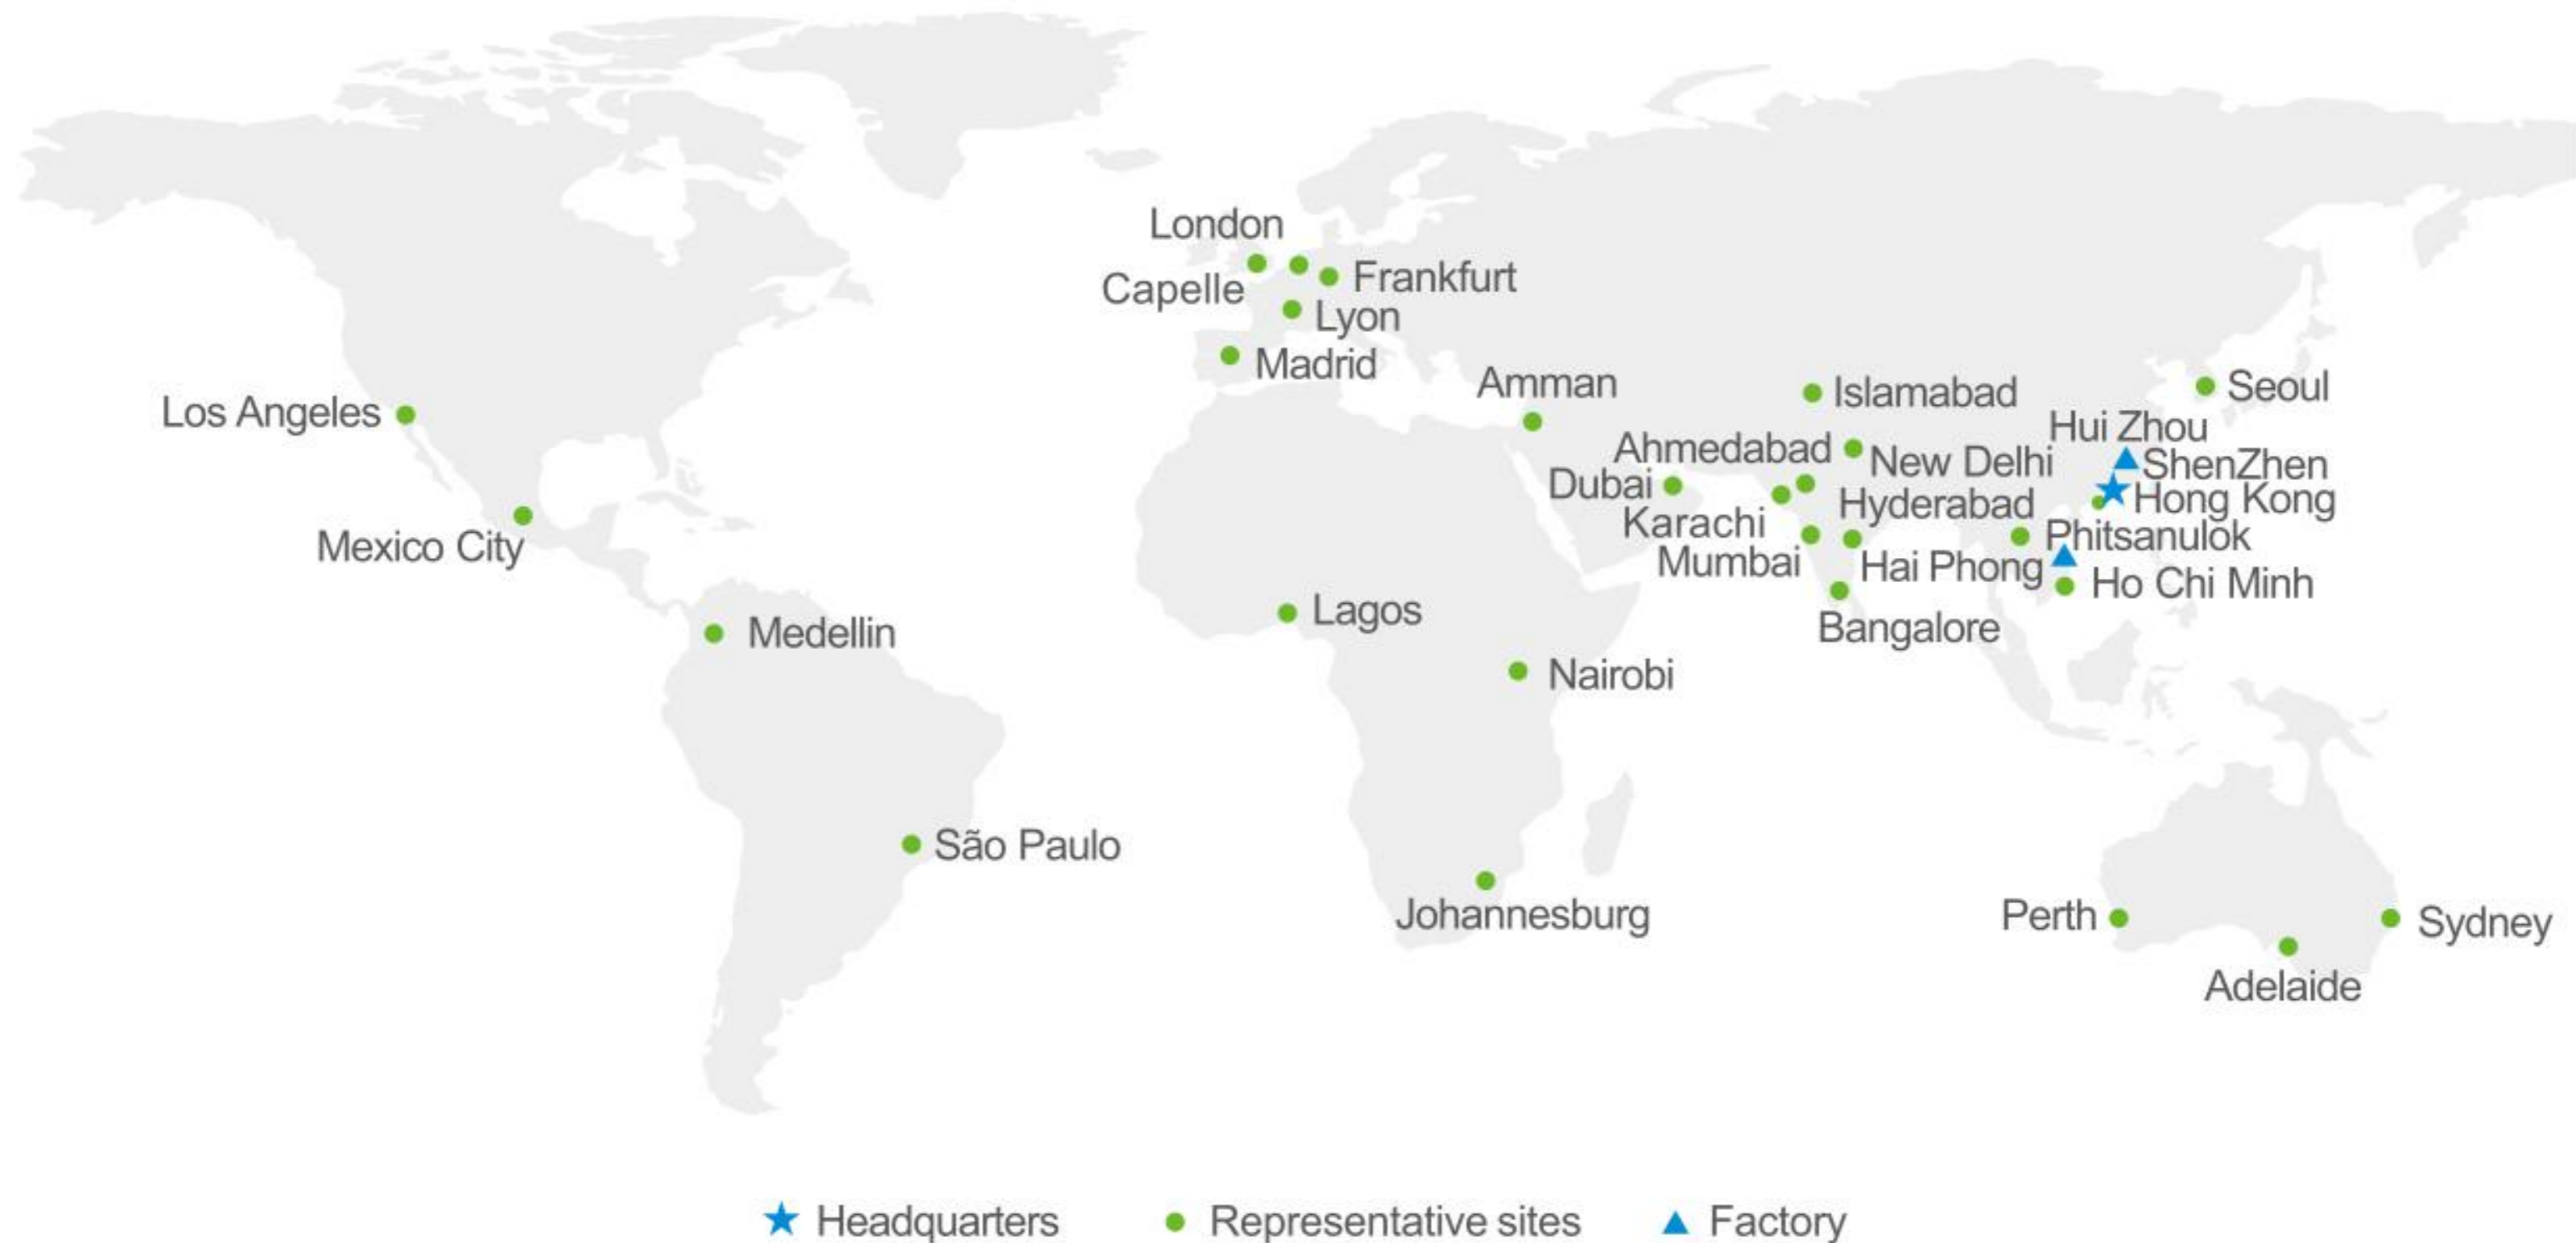 London
Capelle
Frankfurt
Lyon
Madrid
Amman
Islamabad
Seoul
Los Angeles
Hui Zhou
Ahmedabad
New Delhi
ShenZhen
Dubai
Hyderabad
Hong Kong
Karachi
Phitsanulok
Mexico City
Mumbai
Hai Phong
Ho Chi Minh
Lagos
Bangalore
Medellin
Nairobi
São Paulo
Johannesburg
Perth
Sydney
Adelaide
Headquarters
Representative sites
Factory